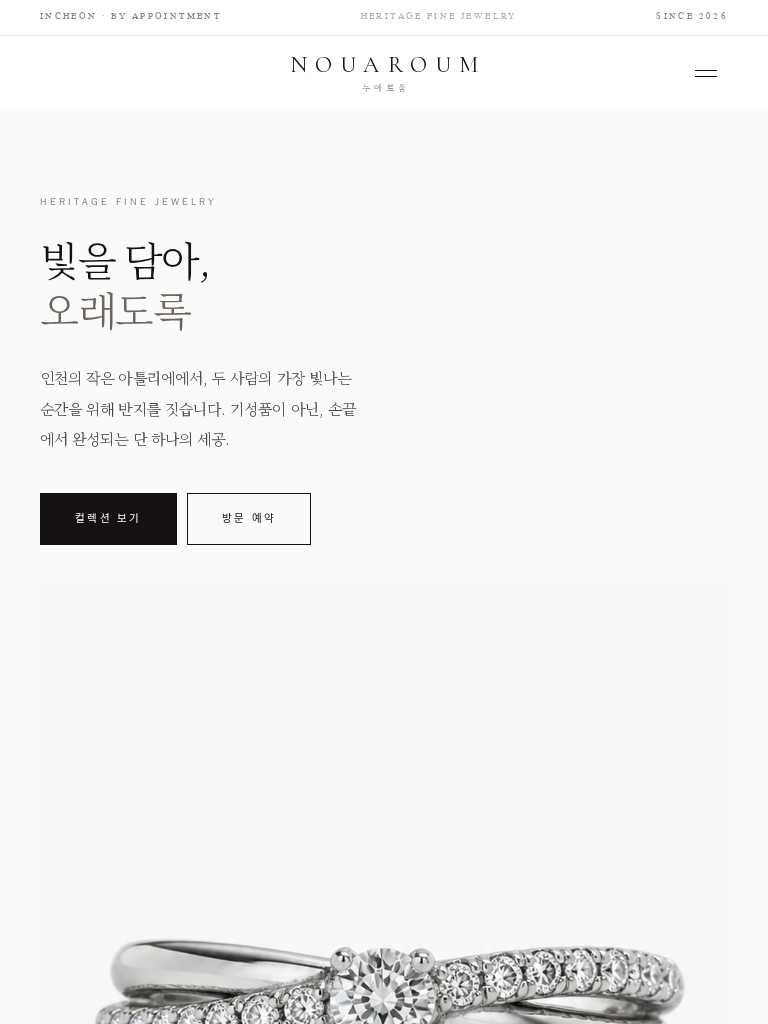 INCHEON · BY APPOINTMENT
HERITAGE FINE JEWELRY
SINCE 2026
NOUAROUM
누아로움
HERITAGE FINE JEWELRY
빛을 담아,
오래도록
인천의 작은 아틀리에에서, 두 사람의 가장 빛나는
순간을 위해 반지를 짓습니다. 기성품이 아닌, 손끝
에서 완성되는 단 하나의 세공.
컬렉션 보기
방문 예약